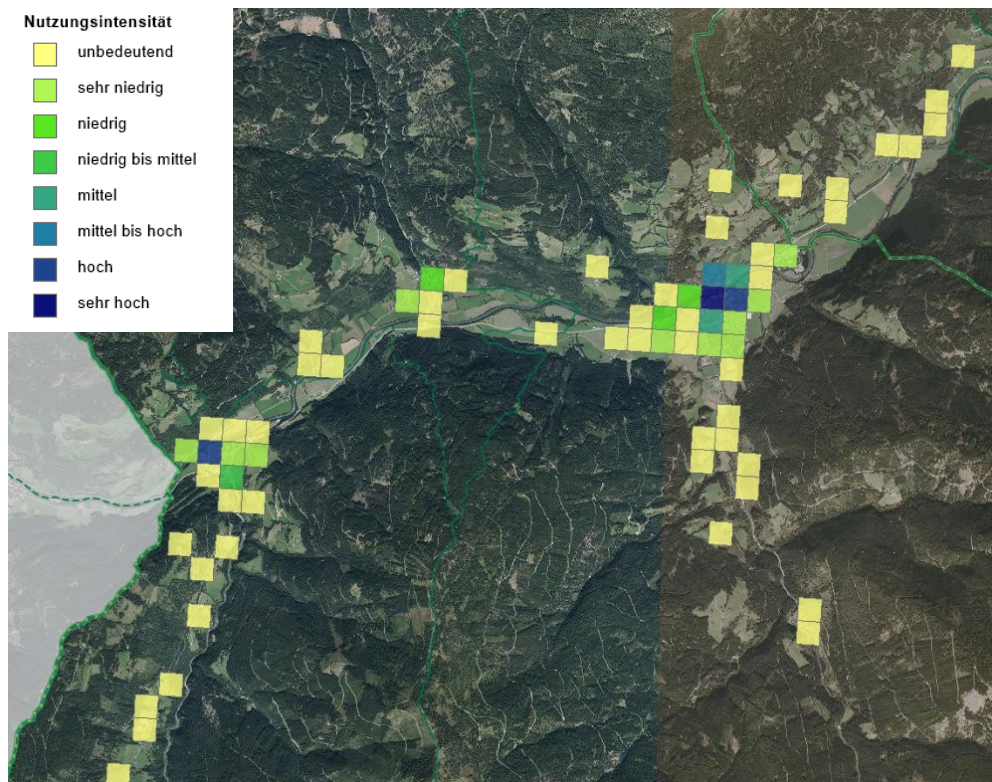 Nutzungsintensität
unbedeutend
sehr niedrig
niedrig
niedrig bis mittel
mittel
mittel bis hoch
hoch
sehr hoch